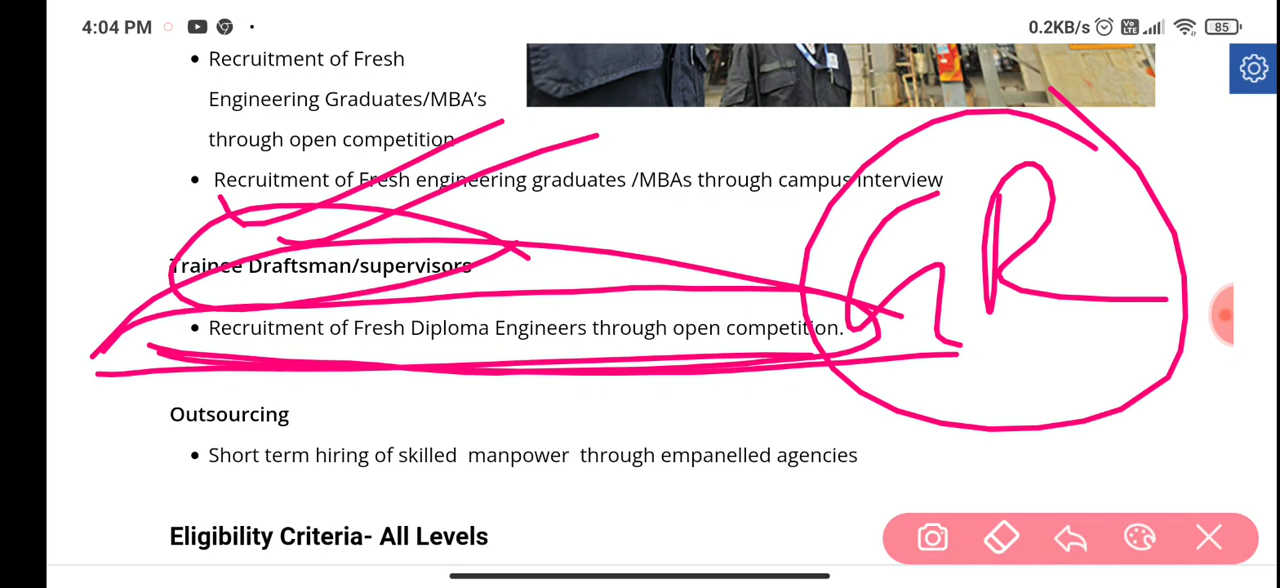 4:04 PM
0.2KB/s
Vo LTE
85
• Recruitment of Fresh
Engineering Graduates/MBA's
through open competition
• Recruitment of Fresh engineering graduates /MBAs through campus interview
Trainee Draftsman/supervisors
• Recruitment of Fresh Diploma Engineers through open competition.
Outsourcing
• Short term hiring of skilled manpower through empanelled agencies
Eligibility Criteria- All Levels